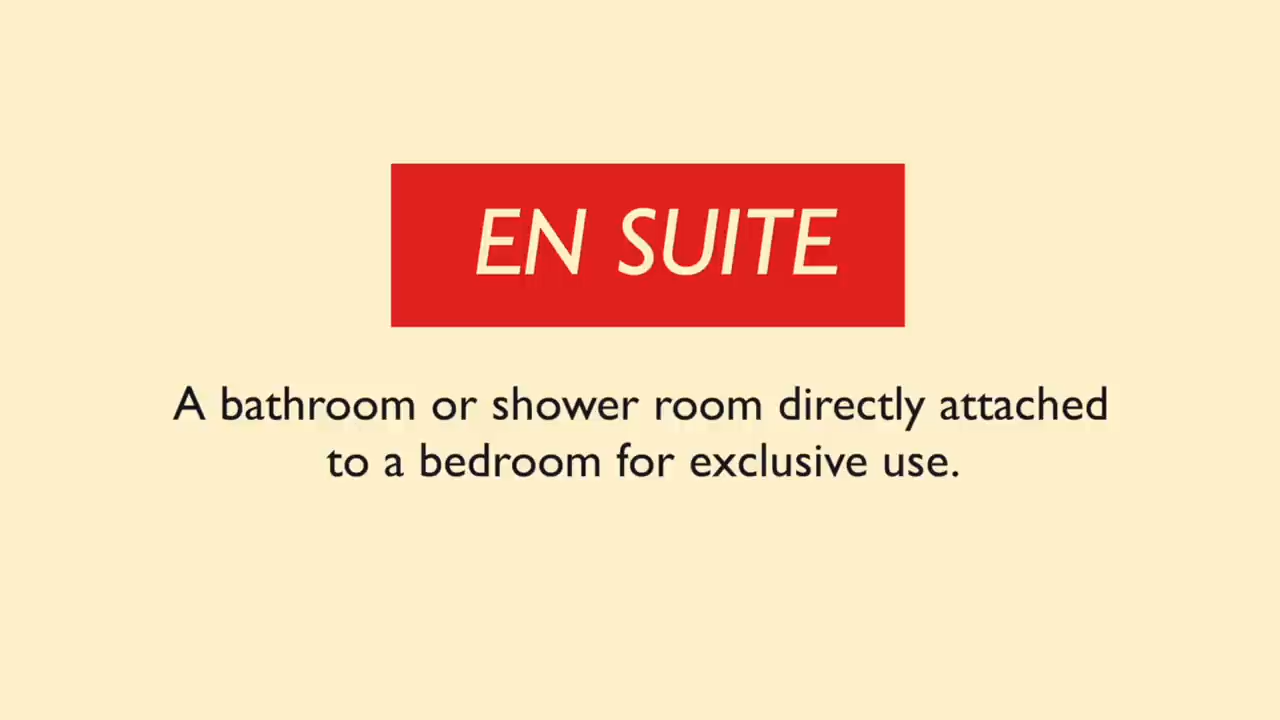 EN SUITE
A bathroom or shower room directly attached
to a bedroom for exclusive use.